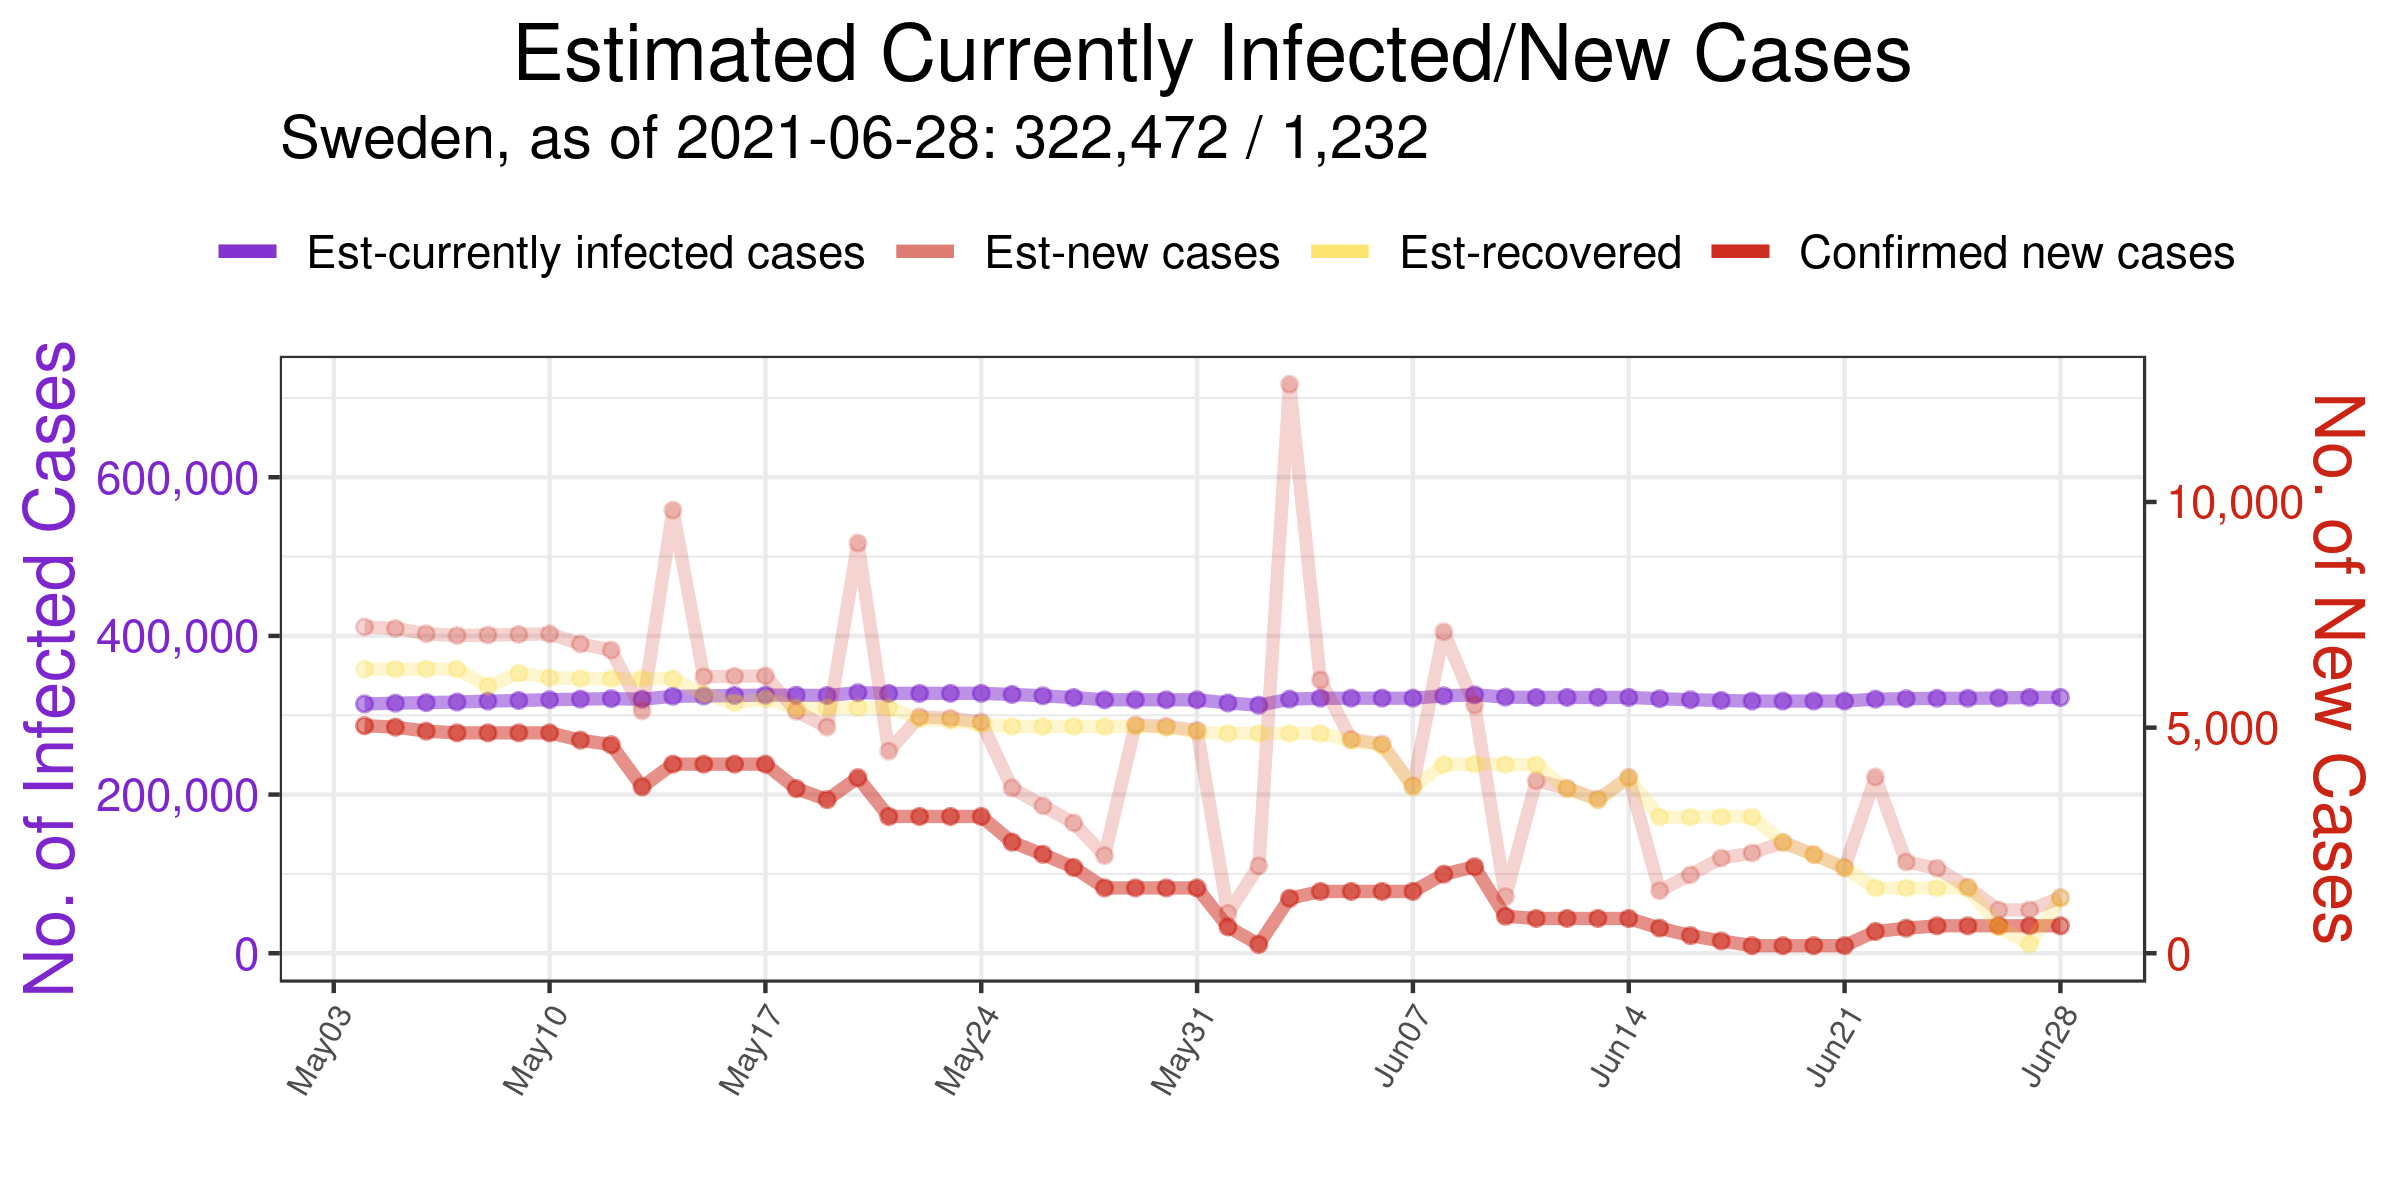 Estimated Currently Infected/New Cases
Sweden, as of 2021-06-28: 322,472 / 1,232
Est-currently infected cases
Est-new cases
Est-recovered
Confirmed new cases
No. of Infected Cases
600,000
400,000
200,000
0
10,000
5,000
0
No. of New Cases
May03
May10
May17
May24
May31
Jun07
Jun14
Jun21
Jun28